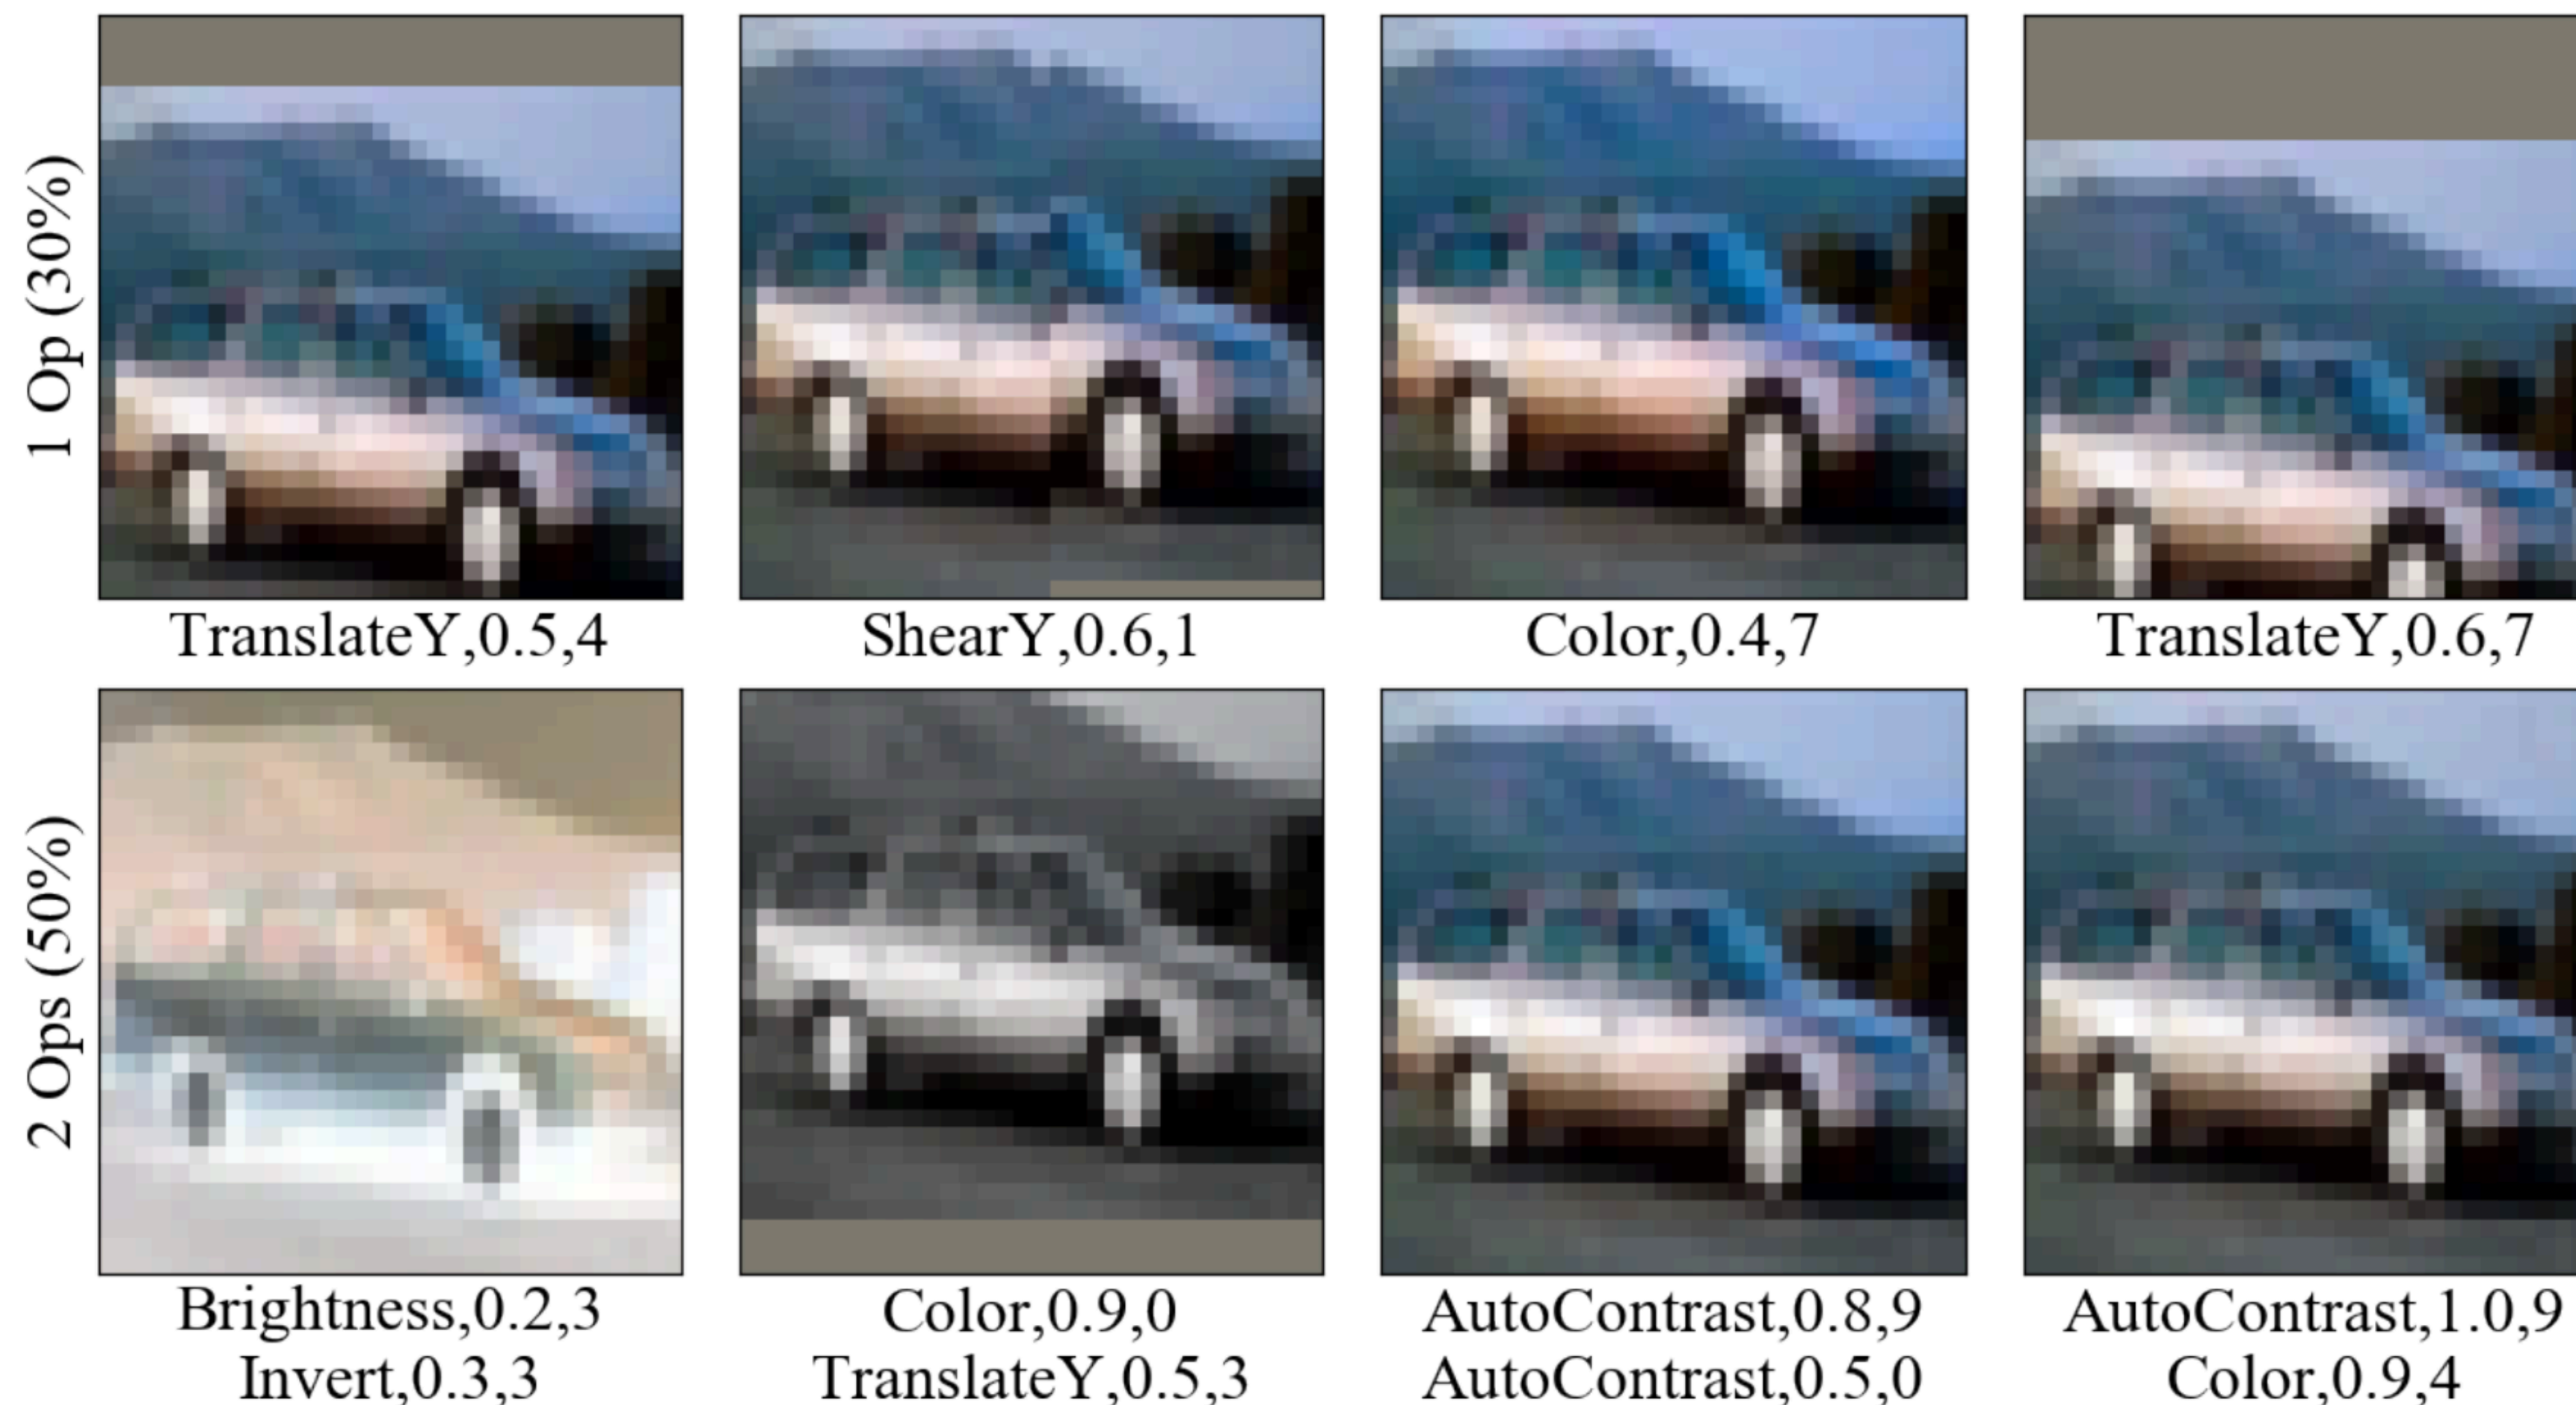 1 Op (30%)
TranslateY,0.5,4
ShearY,0.6,1
Color,0.4,7
TranslateY,0.6,7
2 Ops (50%)
Brightness,0.2,3
Invert,0.3,3
Color,0.9,0
TranslateY,0.5,3
AutoContrast,0.8,9
AutoContrast,0.5,0
AutoContrast,1.0,9
Color,0.9,4